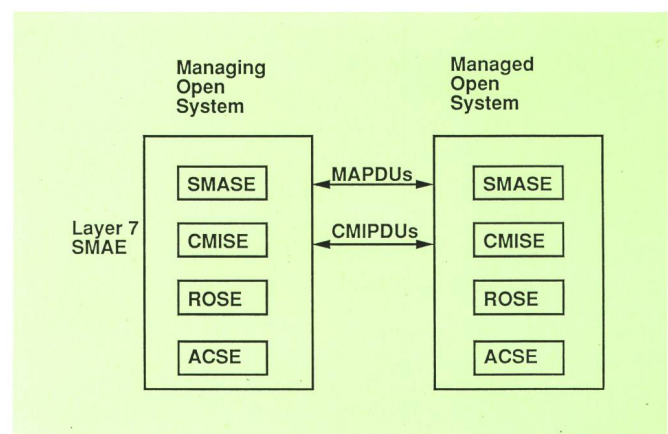 Managing
Open
System
Managed
Open
System
Layer 7
SMAE
SMASE
MAPDUs
SMASE
CMISE
CMIPDUs
CMISE
ROSE
ROSE
ACSE
ACSE